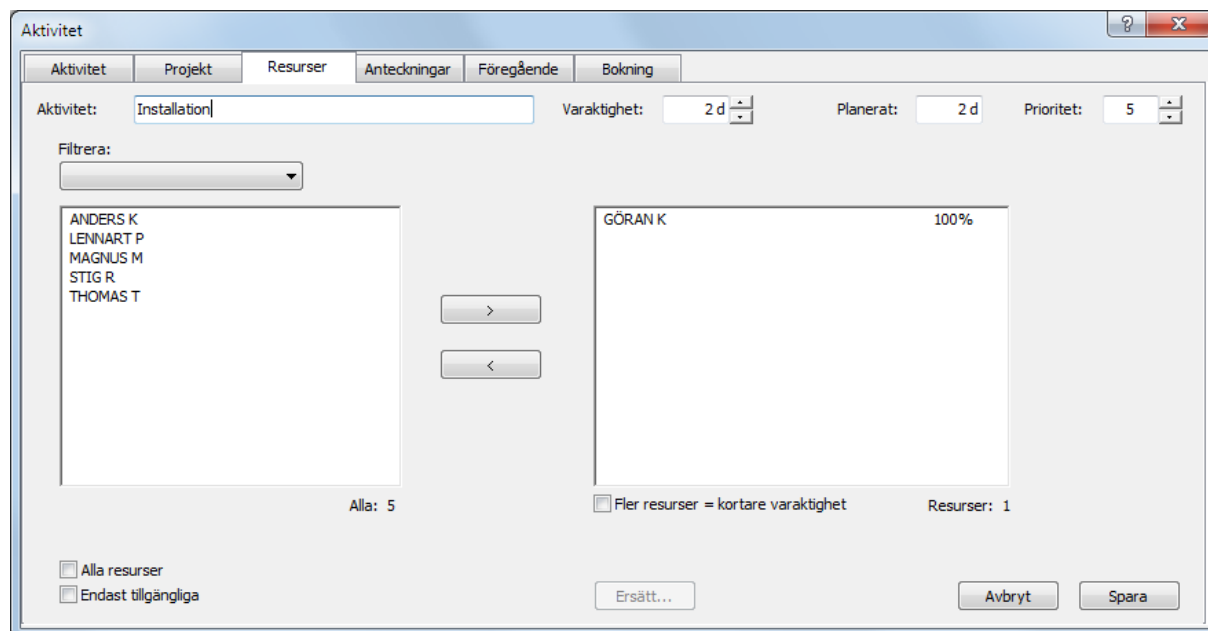 Aktivitet
Aktivitet Projekt Resurser Anteckningar Föregående Bokning
Aktivitet: Installation Varaktighet: 2 d Planerat: 2 d Prioritet: 5
Filtrera:
ANDERS K
LENNART P
MAGNUS M
STIG R
THOMAS T
>
<
GÖRAN K 100%
Alla: 5
Fler resurser = kortare varaktighet Resurser: 1
Alla resurser
Endast tillgängliga
Ersätt... Avbryt Spara